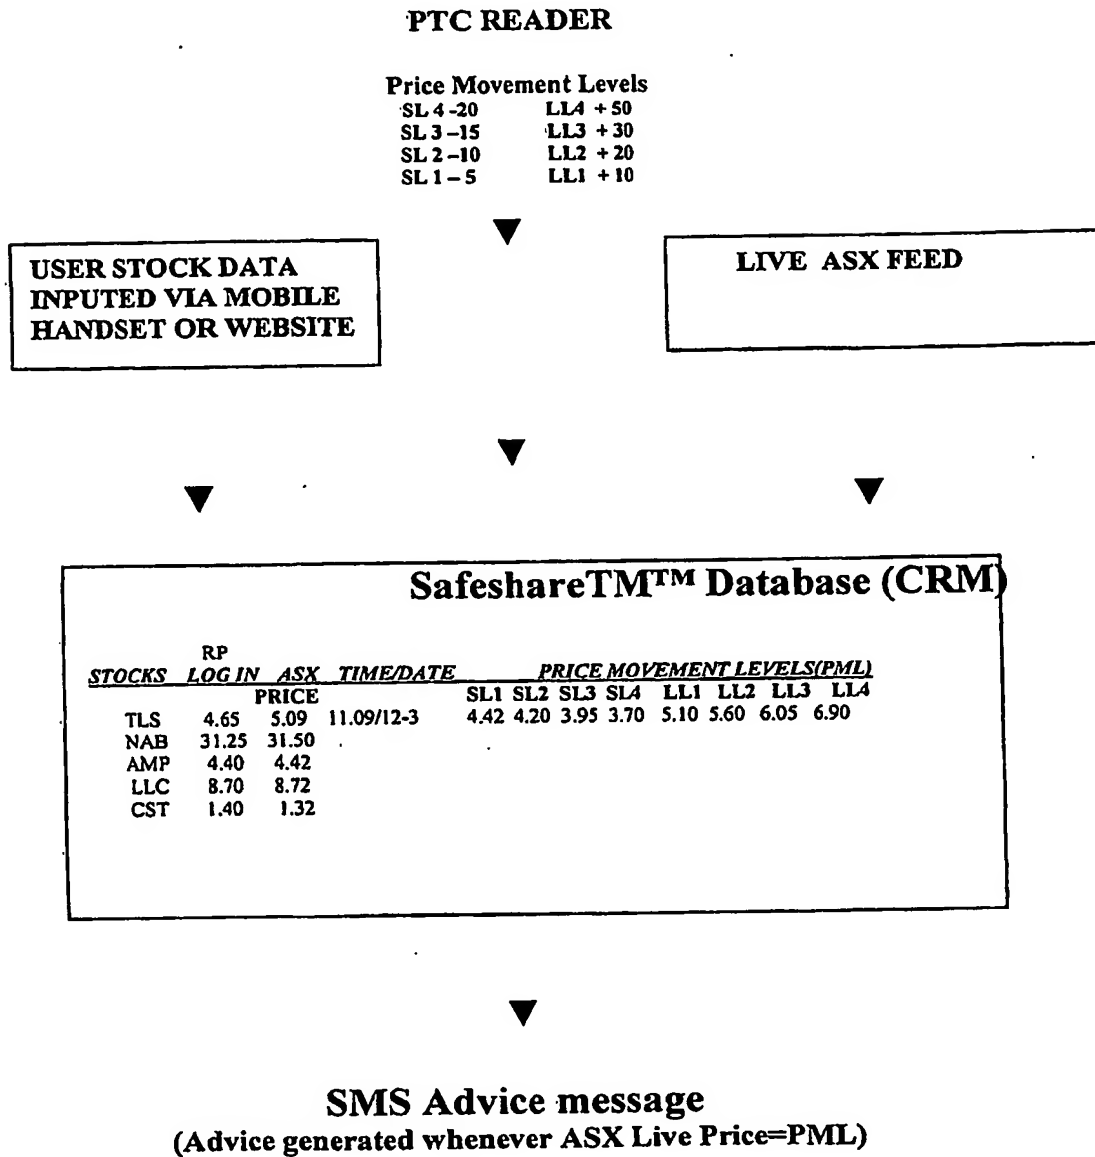 PTC READER
Price Movement Levels
SL 4 -20 LL4 + 50
SL 3 -15 LL3 + 30
SL 2 -10 LL2 + 20
SL 1 - 5 LL1 + 10
USER STOCK DATA
INPUTED VIA MOBILE
HANDSET OR WEBSITE
LIVE ASX FEED
SafeshareTM™ Database (CRM)
RP
STOCKS LOG IN ASX TIME/DATE PRICE MOVEMENT LEVELS(PML)
PRICE SL1 SL2 SL3 SL4 LL1 LL2 LL3 LL4
TLS 4.65 5.09 11.09/12-3 4.42 4.20 3.95 3.70 5.10 5.60 6.05 6.90
NAB 31.25 31.50
AMP 4.40 4.42
LLC 8.70 8.72
CST 1.40 1.32
SMS Advice message
(Advice generated whenever ASX Live Price=PML)